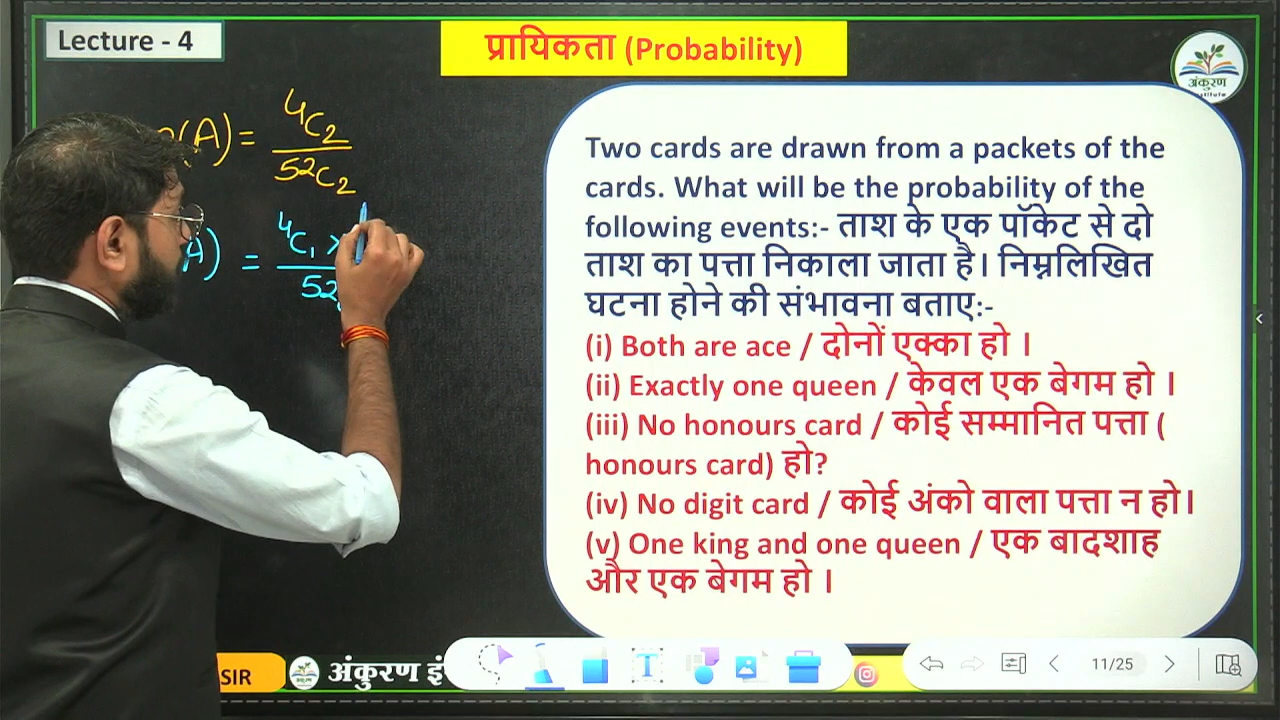 Lecture - 4
प्रायिकता (Probability)
अंकुरण
(A) = 4C2
52C2
A) = 4C1 ×
52
Two cards are drawn from a packets of the
cards. What will be the probability of the
following events:- ताश के एक पॉकेट से दो
ताश का पत्ता निकाला जाता है। निम्नलिखित
घटना होने की संभावना बताए:-
(i) Both are ace / दोनों एक्का हो ।
(ii) Exactly one queen / केवल एक बेगम हो ।
(iii) No honours card / कोई सम्मानित पत्ता (
honours card) हो?
(iv) No digit card / कोई अंको वाला पत्ता न हो।
(v) One king and one queen / एक बादशाह
और एक बेगम हो ।
SIR
अंकुरण इं
T
11/25